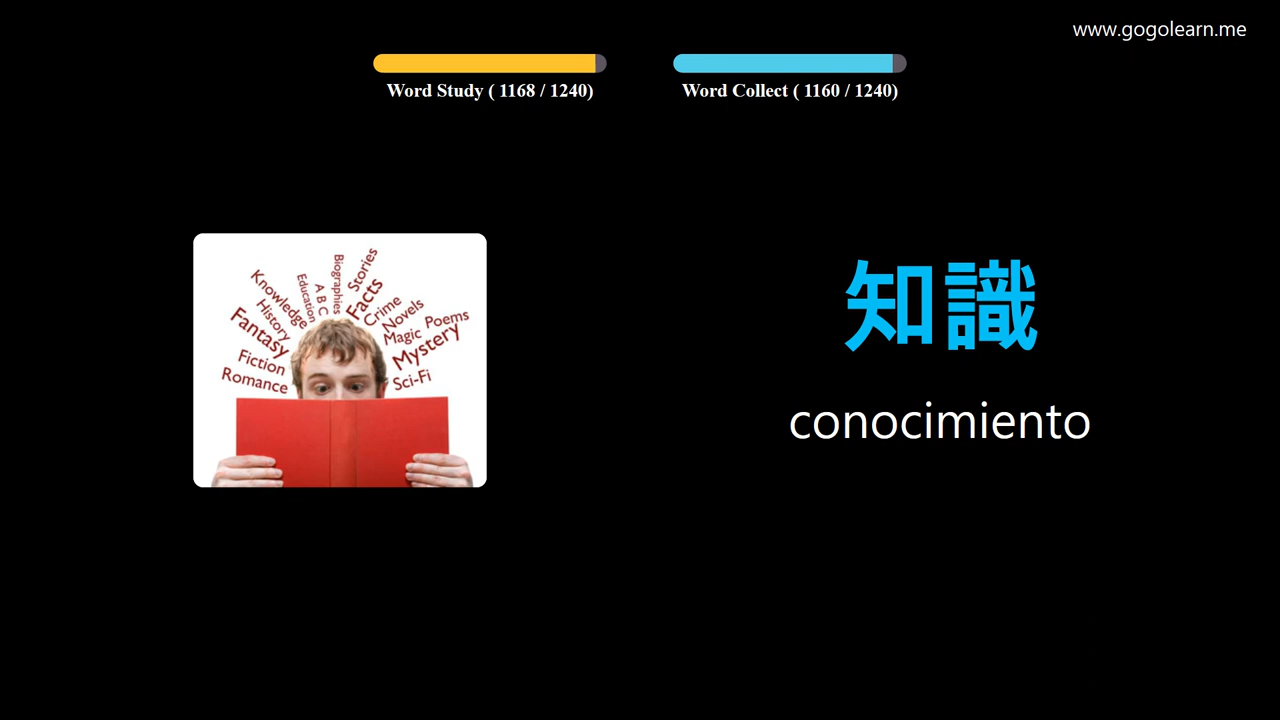 www.gogolearn.me
Word Study ( 1168 / 1240)
Word Collect ( 1160 / 1240)
知識
conocimiento
Stories
Biographies
Facts
Education
A B C
Knowledge
Crime
History
Novels
Fantasy
Poems
Magic
Mystery
Fiction
Romance
Sci-Fi